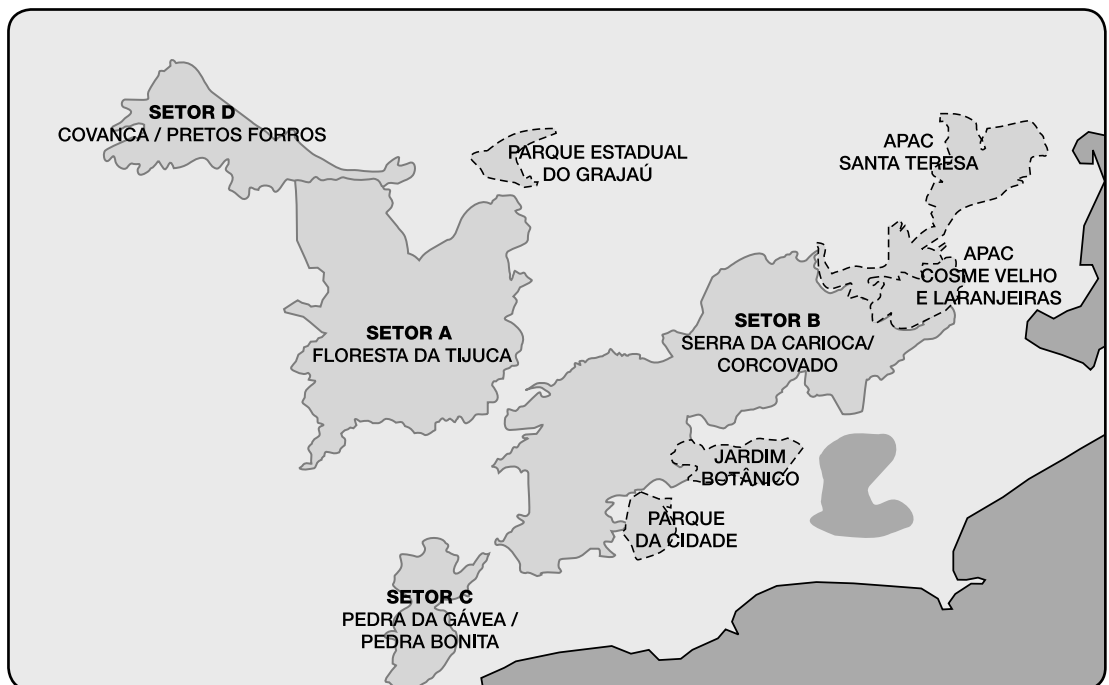 SETOR D
COVANCA / PRETOS FORROS
PARQUE ESTADUAL
DO GRAJAÚ
APAC
SANTA TERESA
APAC
COSME VELHO
E LARANJEIRAS
SETOR A
FLORESTA DA TIJUCA
SETOR B
SERRA DA CARIOCA/
CORCOVADO
JARDIM
BOTÂNICO
PARQUE
DA CIDADE
SETOR C
PEDRA DA GÁVEA /
PEDRA BONITA